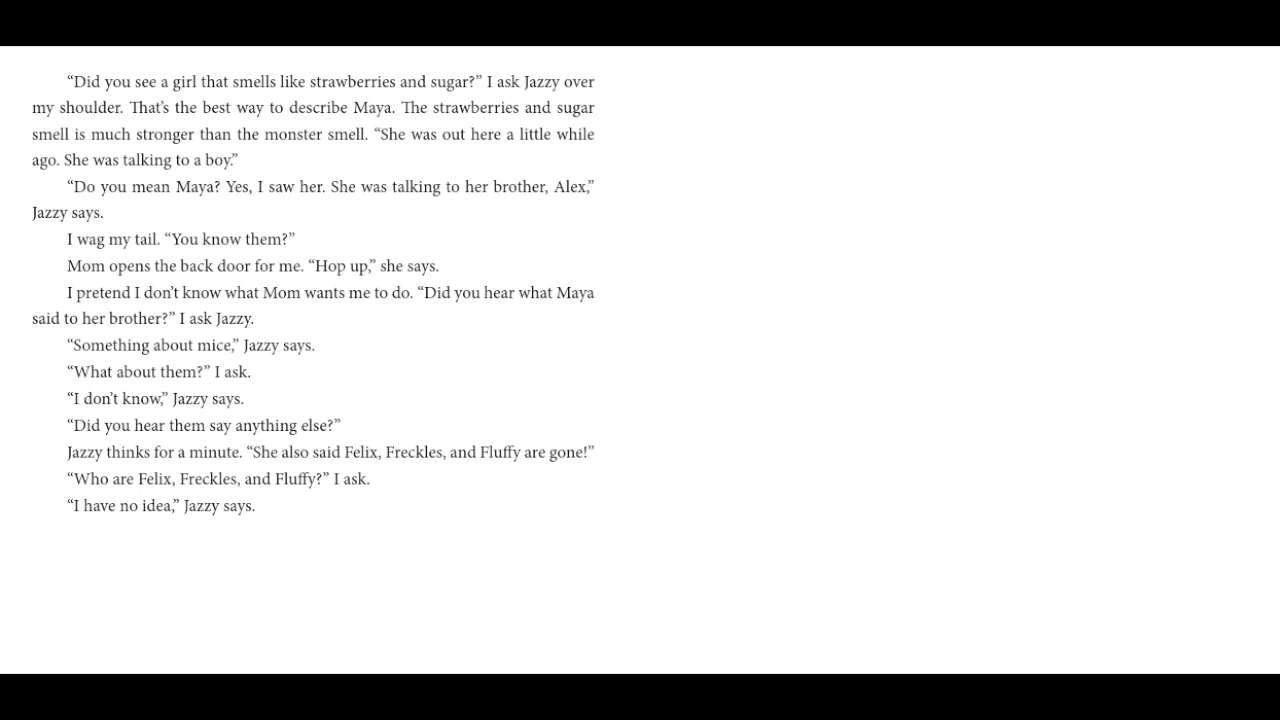 “Did you see a girl that smells like strawberries and sugar?” I ask Jazzy over
my shoulder. That’s the best way to describe Maya. The strawberries and sugar
smell is much stronger than the monster smell. “She was out here a little while
ago. She was talking to a boy.”
“Do you mean Maya? Yes, I saw her. She was talking to her brother, Alex,”
Jazzy says.
I wag my tail. “You know them?”
Mom opens the back door for me. “Hop up,” she says.
I pretend I don’t know what Mom wants me to do. “Did you hear what Maya
said to her brother?” I ask Jazzy.
“Something about mice,” Jazzy says.
“What about them?” I ask.
“I don’t know,” Jazzy says.
“Did you hear them say anything else?”
Jazzy thinks for a minute. “She also said Felix, Freckles, and Fluffy are gone!”
“Who are Felix, Freckles, and Fluffy?” I ask.
“I have no idea,” Jazzy says.